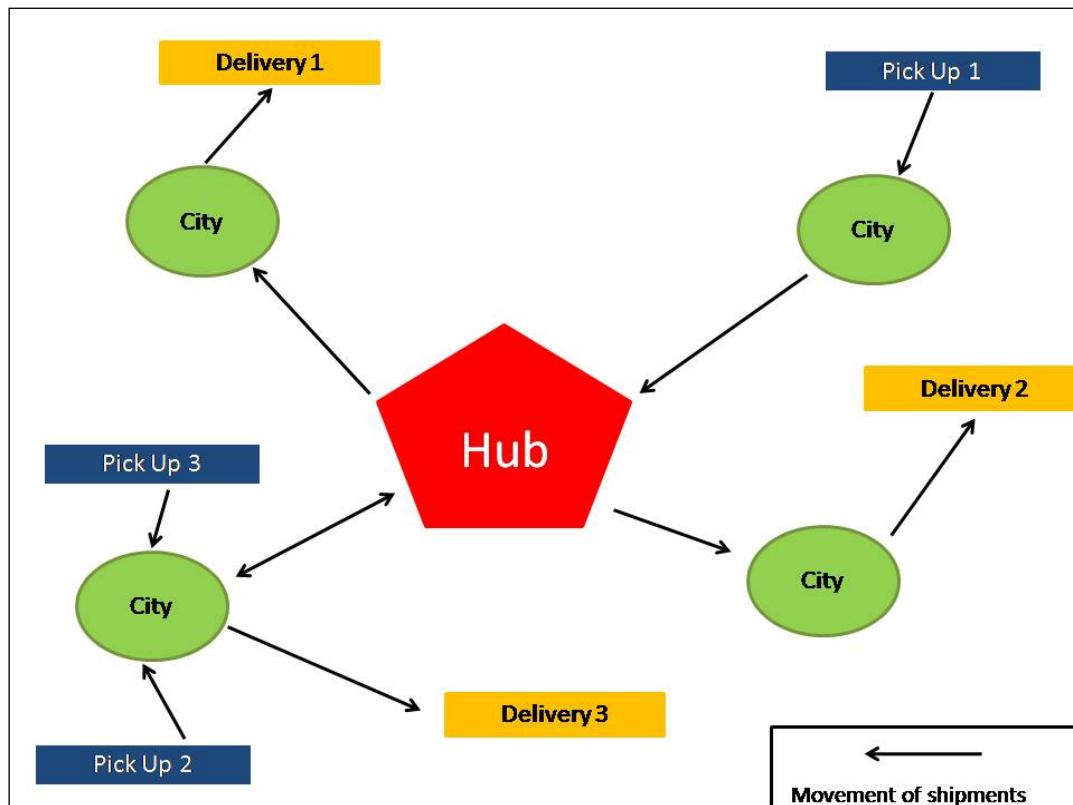 Delivery 1
Pick Up 1
City
City
Delivery 2
Hub
Pick Up 3
City
City
Delivery 3
Pick Up 2
Movement of shipments